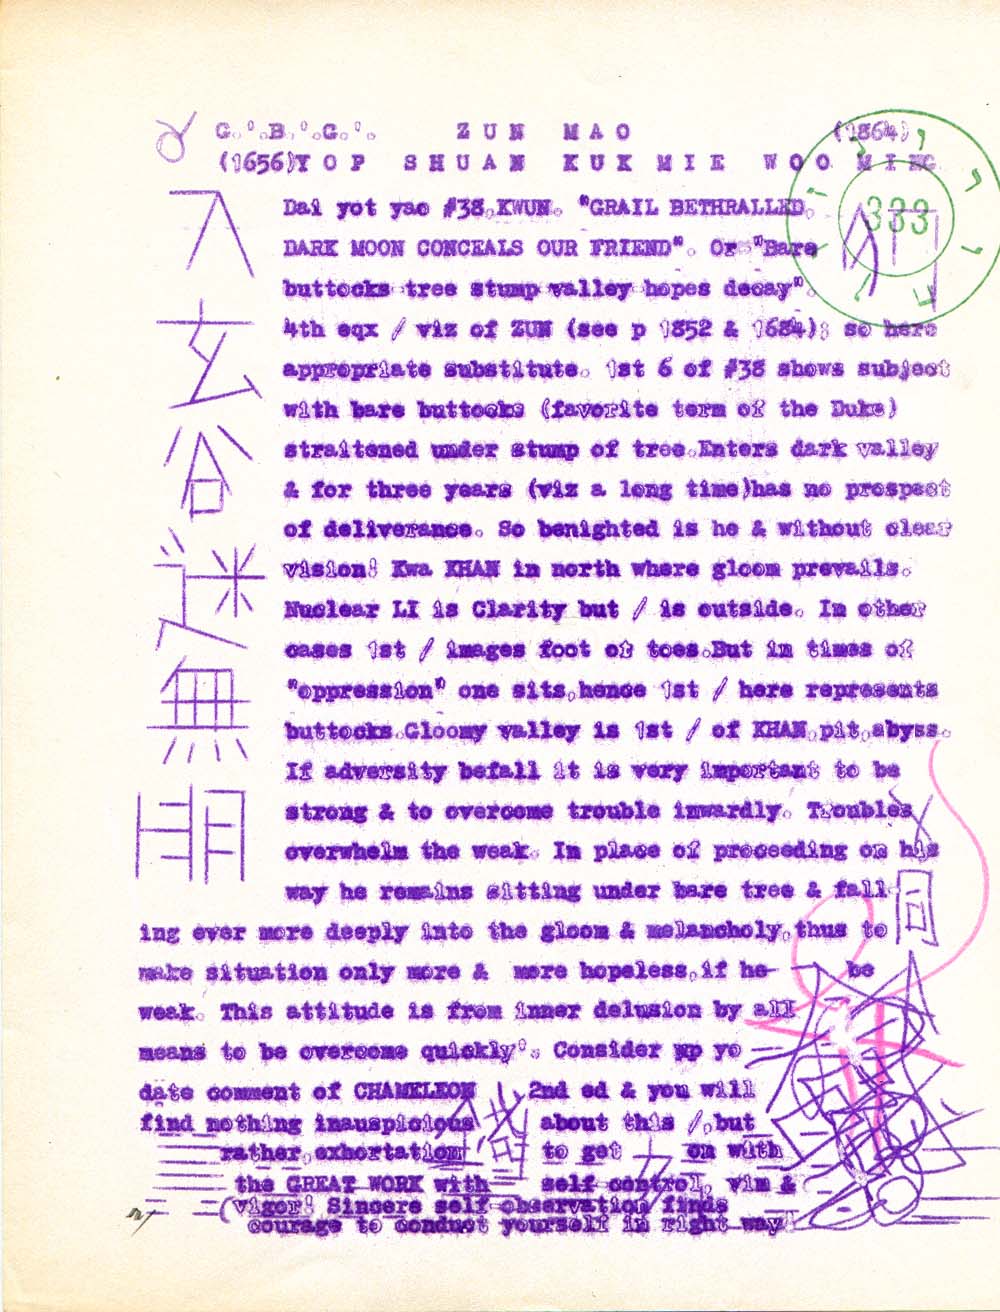 G.'.B.'.G.'. ZUN MAO (1864)
(1656)YOP SHUAN KUK MIE WOO MING
333
Dai yot yao #38,KWUN. "GRAIL BETHRALLED,
DARK MOON CONCEALS OUR FRIEND". Or "Bare
buttocks tree stump valley hopes decay".
4th eqx / viz of ZUN (see p 1852 & 1684); so here
appropriate substitute. 1st 6 of #38 shows subject
with bare buttocks (favorite term of the Duke)
straitened under stump of tree.Enters dark valley
& for three years (viz a long time)has no prospect
of deliverance. So benighted is he & without clear
vision! Kwa KHAN in north where gloom prevails.
Nuclear LI is Clarity but / is outside. In other
cases 1st / images foot or toes.But in times of
"oppression" one sits,hence 1st / here represents
buttocks.Gloomy valley is 1st / of KHAN,pit,abyss.
If adversity befall it is very important to be
strong & to overcome trouble inwardly. Troubles
overwhelm the weak. In place of proceeding on his
way he remains sitting under bare tree & fall-
ing ever more deeply into the gloom & melancholy,thus to
make situation only more & more hopeless,if he be
weak. This attitude is from inner delusion by all
means to be overcome quickly'. Consider up yo
date comment of CHAMELEON 2nd ed & you will
find nothing inauspicious about this /,but
rather,exhortation to get on with
the GREAT WORK with self control, vim &
(vigor! Sincere self observation finds
courage to conduct yourself in right way!